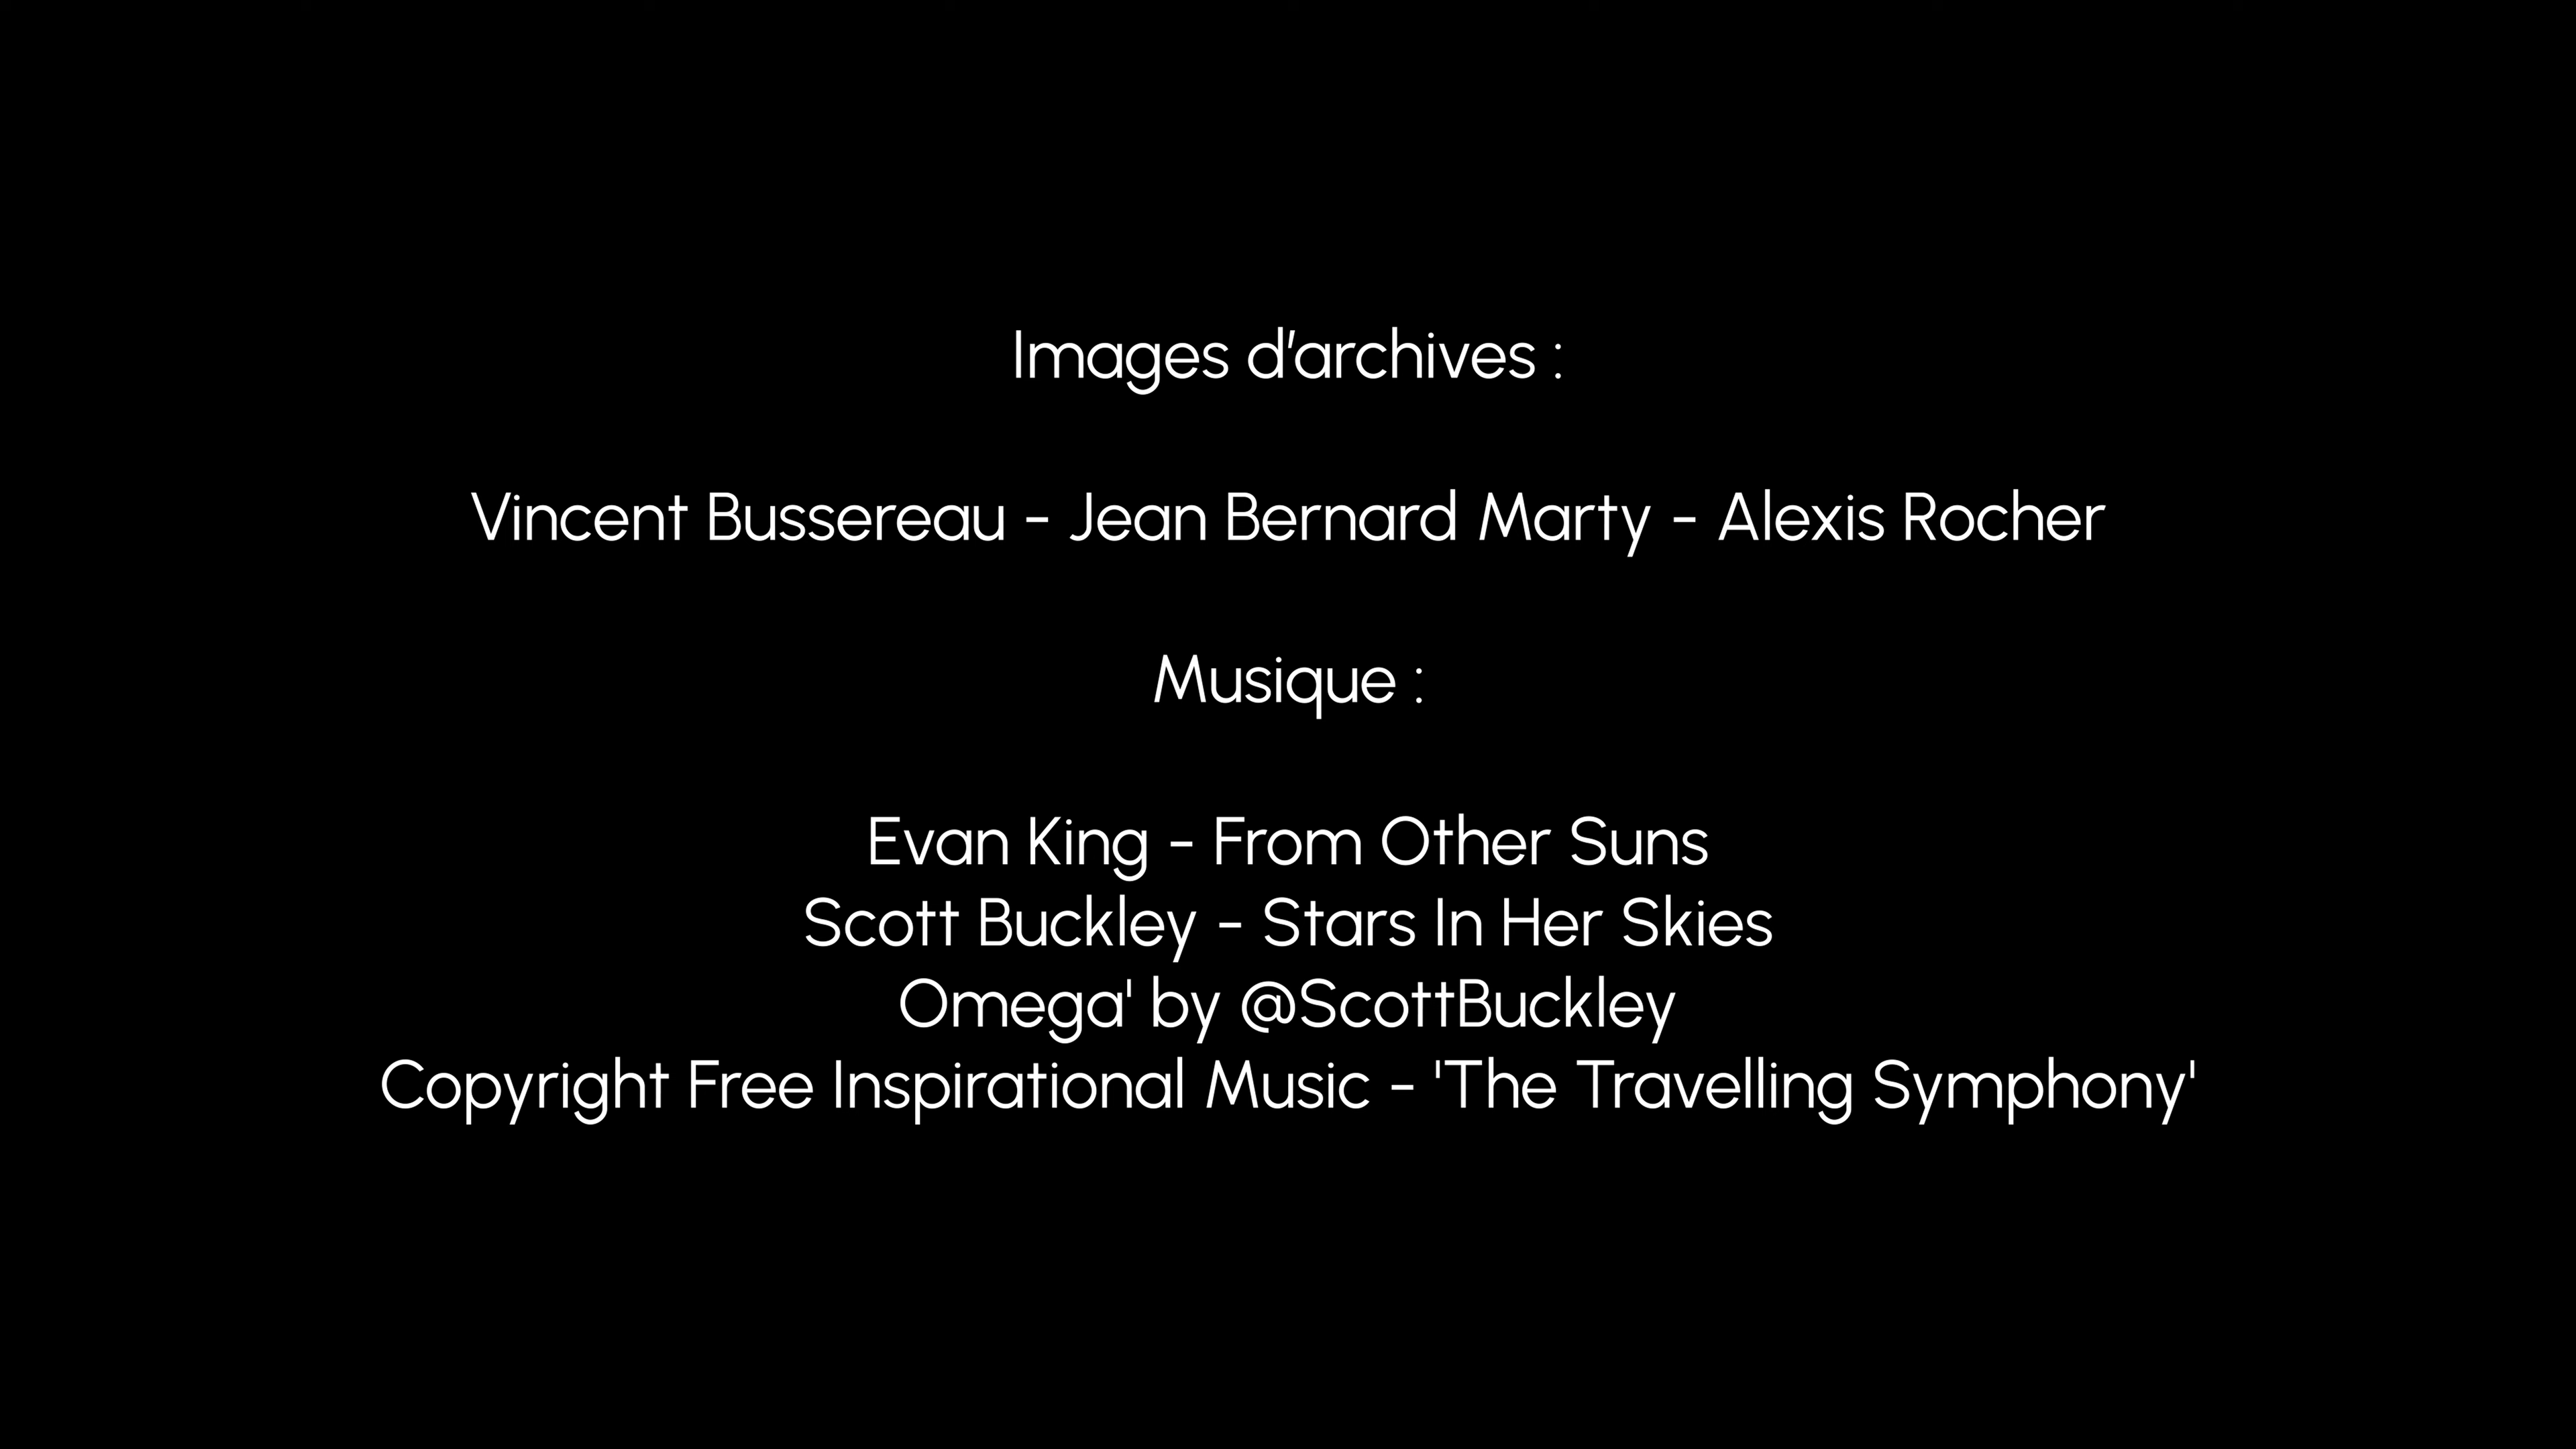 Images d'archives :
Vincent Bussereau - Jean Bernard Marty - Alexis Rocher
Musique :
Evan King - From Other Suns
Scott Buckley - Stars In Her Skies
Omega' by @ScottBuckley
Copyright Free Inspirational Music - 'The Travelling Symphony'